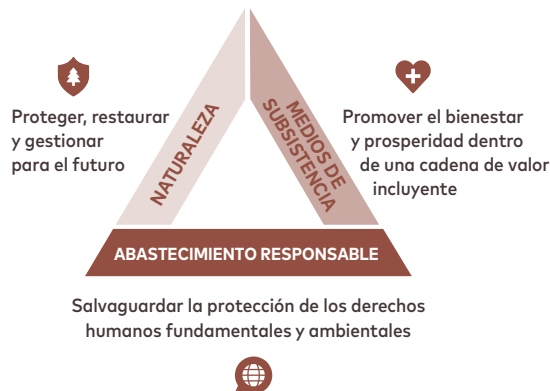 Proteger, restaurar
y gestionar
para el futuro
NATURALEZA
MEDIOS DE
SUBSISTENCIA
Promover el bienestar
y prosperidad dentro
de una cadena de valor
incluyente
ABASTECIMIENTO RESPONSABLE
Salvaguardar la protección de los derechos
humanos fundamentales y ambientales